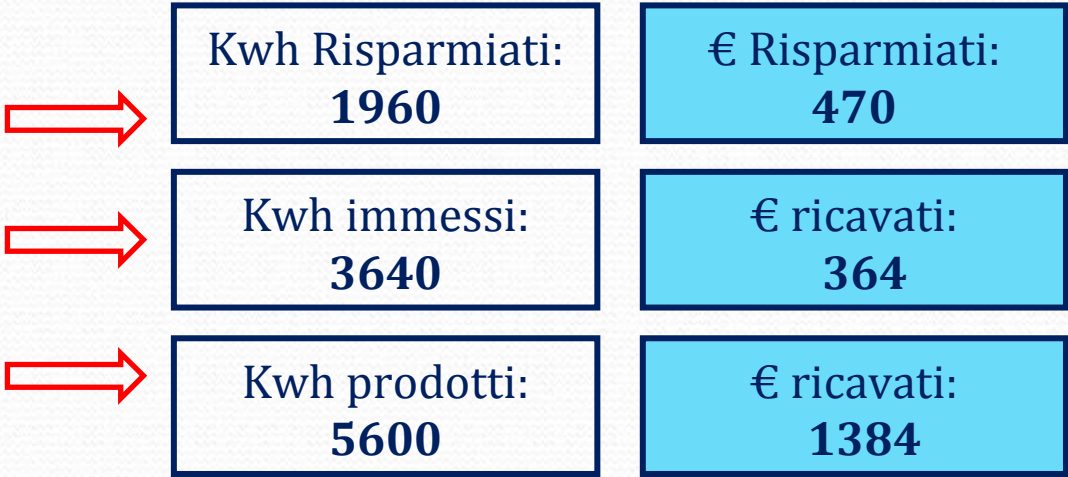 Kwh Risparmiati:
1960
€ Risparmiati:
470
Kwh immessi:
3640
€ ricavati:
364
Kwh prodotti:
5600
€ ricavati:
1384